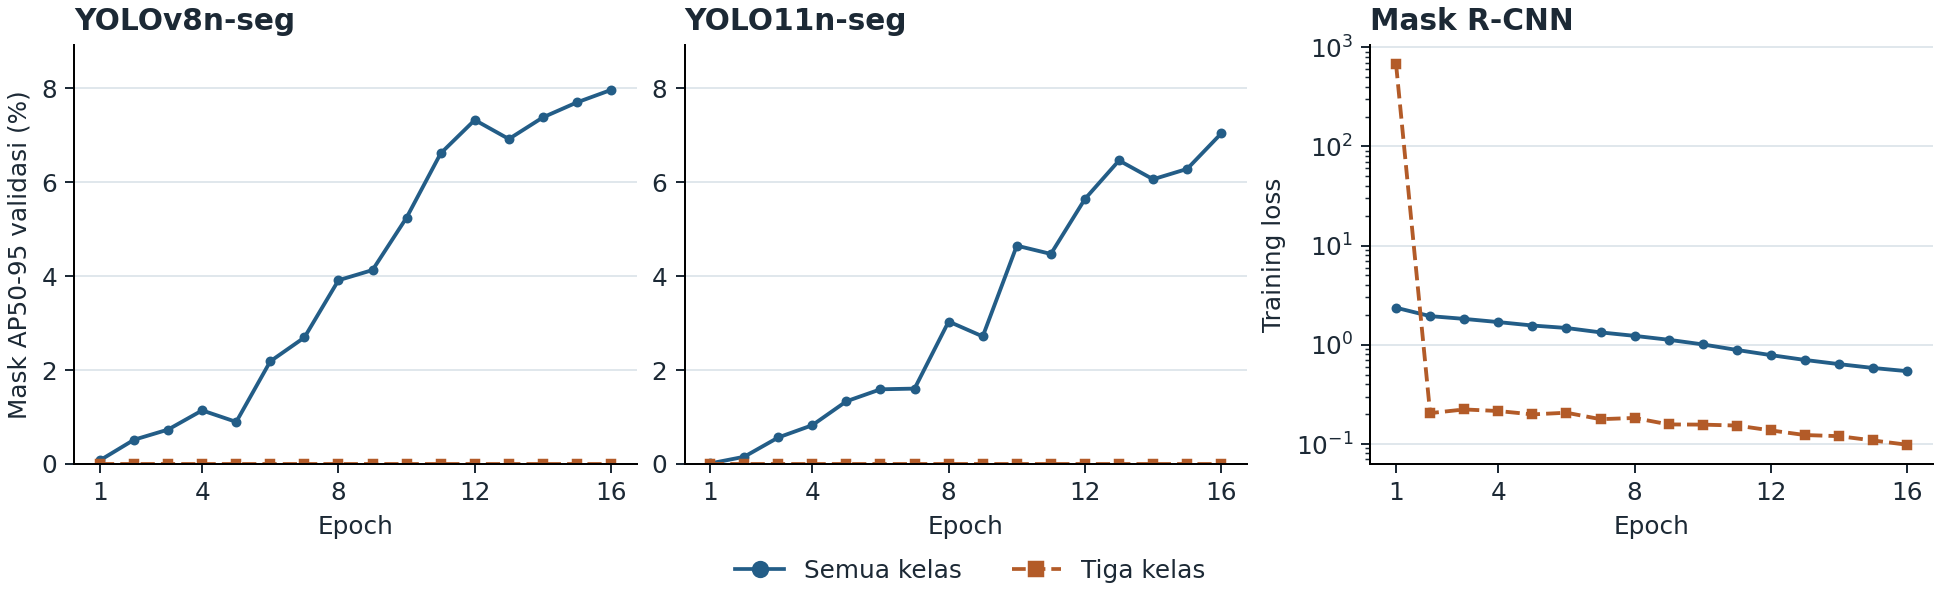 YOLOv8n-seg
Mask AP50-95 validasi (%)
8
6
4
2
0
1 4 8 12 16
Epoch
YOLO11n-seg
8
6
4
2
0
1 4 8 12 16
Epoch
Mask R-CNN
Training loss
10³
10²
10¹
10⁰
10⁻¹
1 4 8 12 16
Epoch
Semua kelas
Tiga kelas